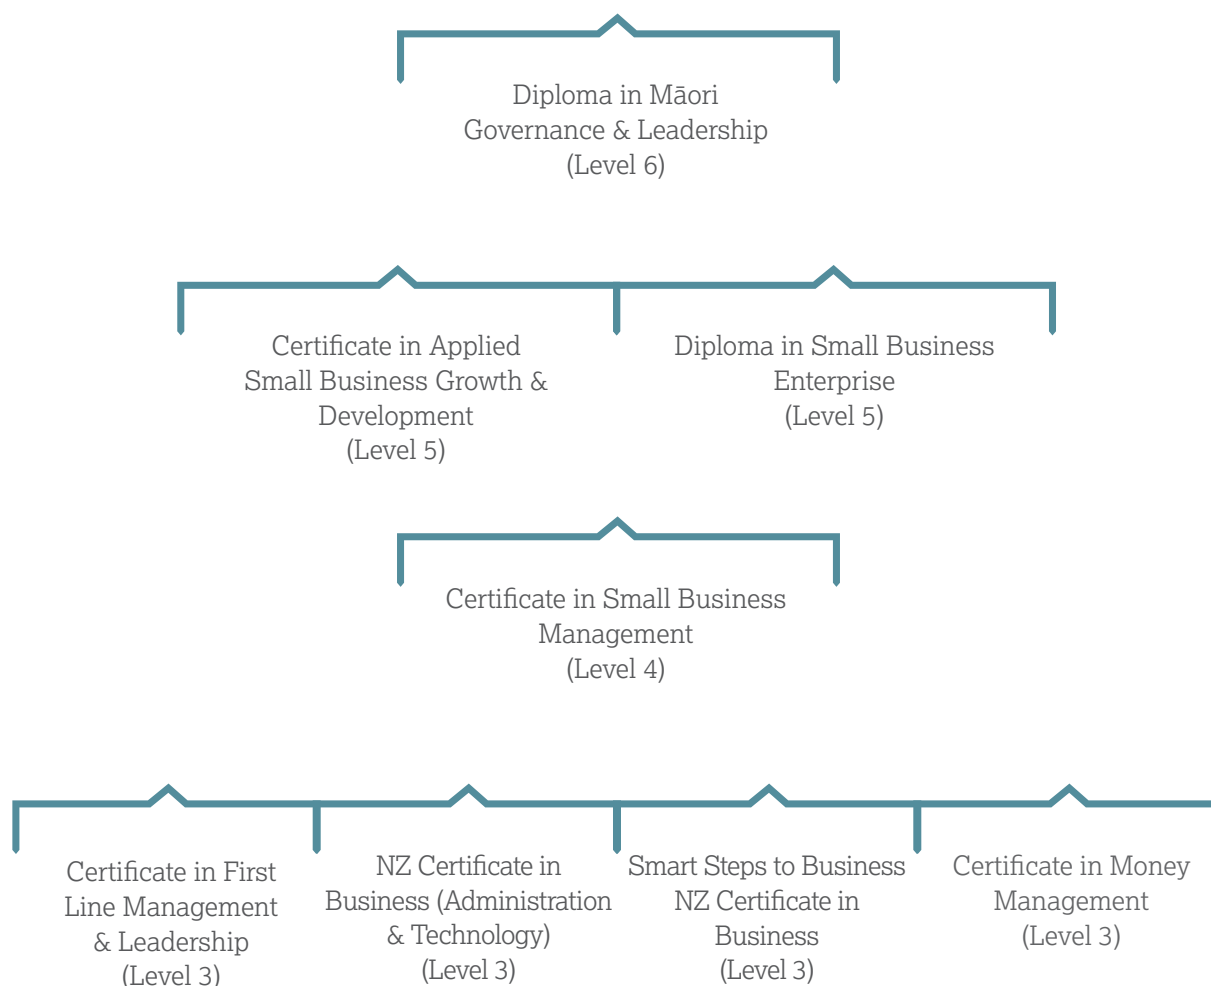 Diploma in Māori
Governance & Leadership
(Level 6)
Certificate in Applied
Small Business Growth &
Development
(Level 5)
Diploma in Small Business
Enterprise
(Level 5)
Certificate in Small Business
Management
(Level 4)
Certificate in First
Line Management
& Leadership
(Level 3)
NZ Certificate in
Business (Administration
& Technology)
(Level 3)
Smart Steps to Business
NZ Certificate in
Business
(Level 3)
Certificate in Money
Management
(Level 3)